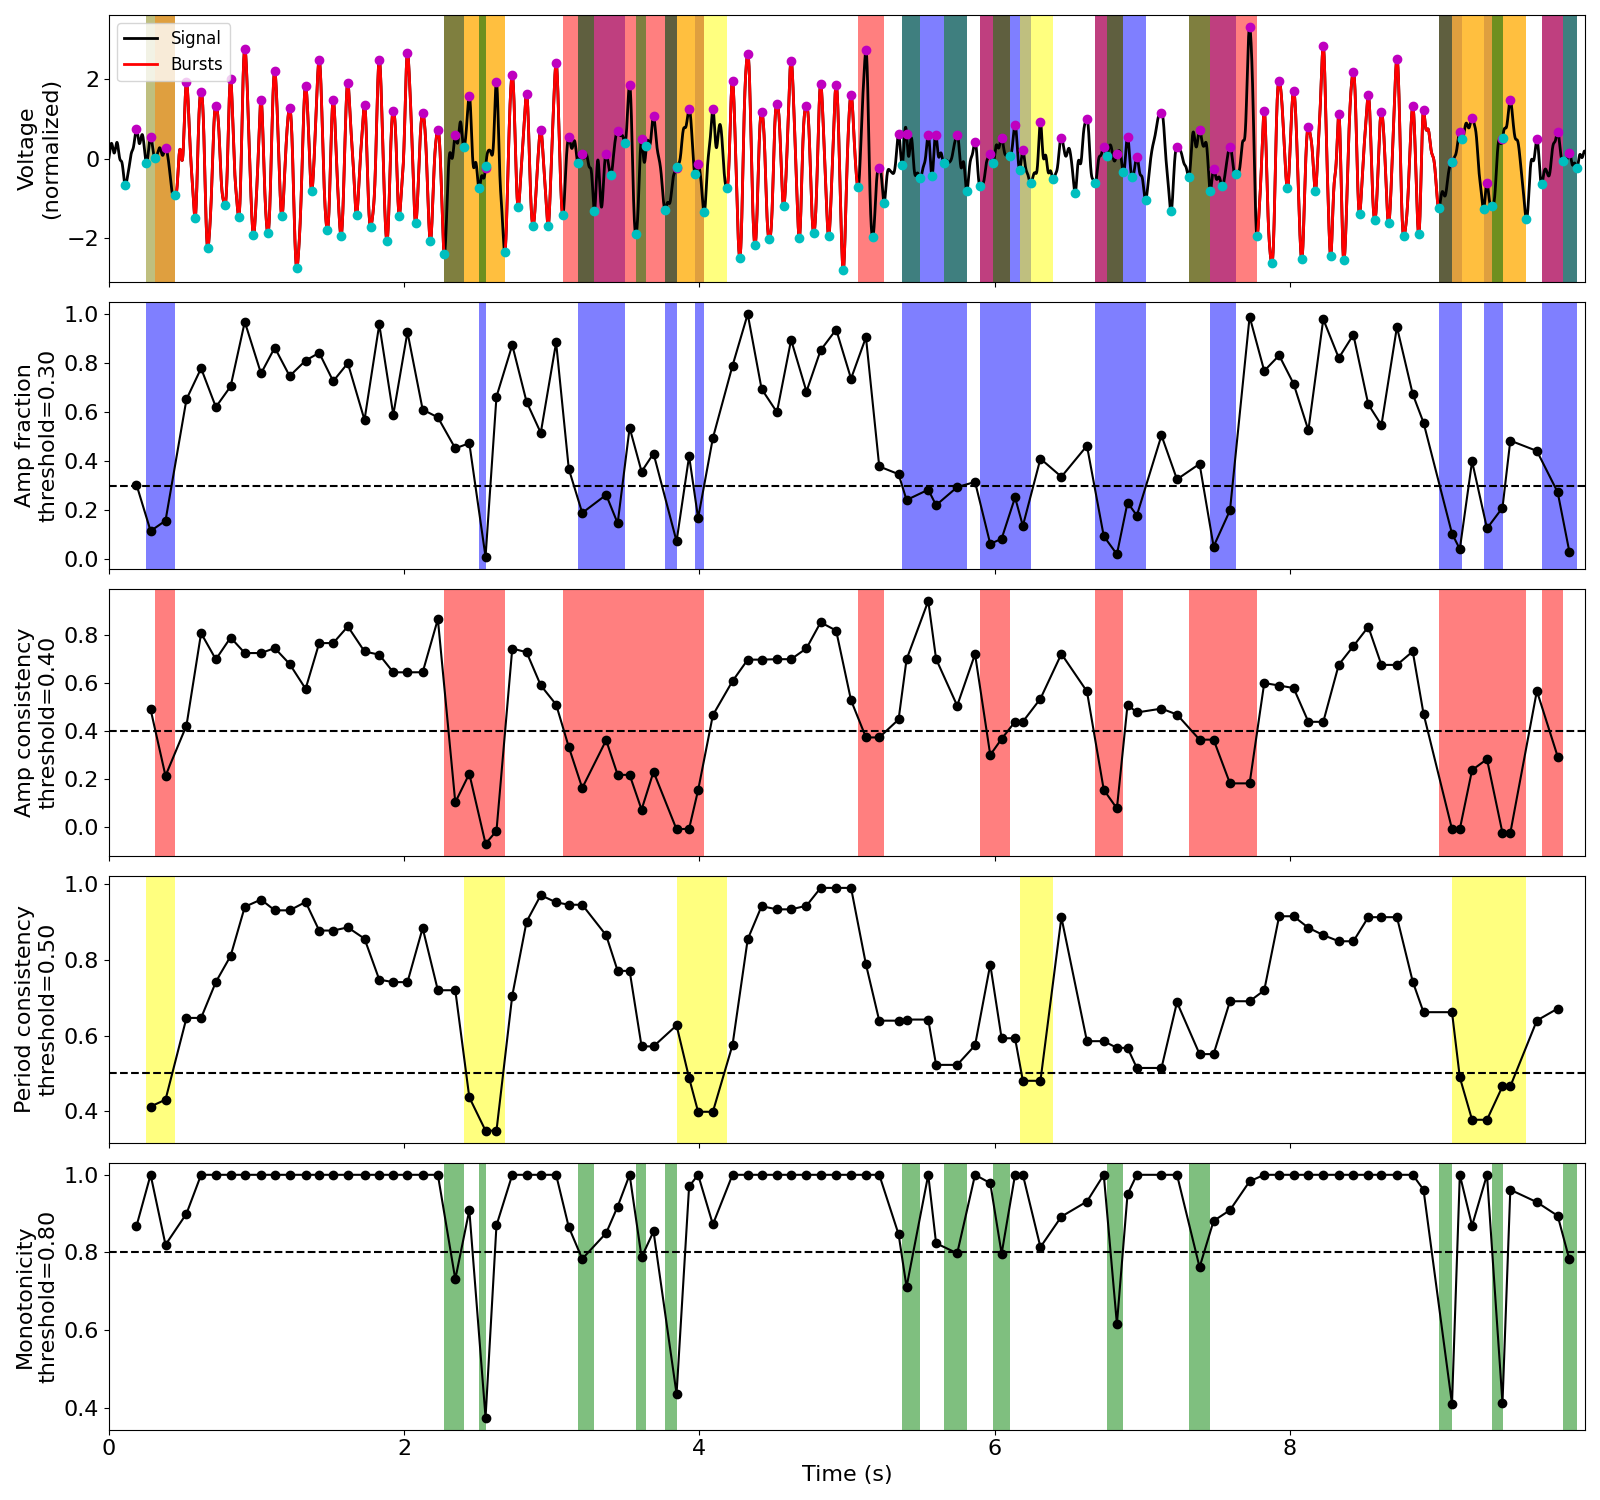 Signal
Bursts
Voltage
(normalized)
2
0
−2
Amp fraction
threshold=0.30
1.0
0.8
0.6
0.4
0.2
0.0
Amp consistency
threshold=0.40
0.8
0.6
0.4
0.2
0.0
Period consistency
threshold=0.50
1.0
0.8
0.6
0.4
Monotonicity
threshold=0.80
1.0
0.8
0.6
0.4
0
2
4
6
8
Time (s)